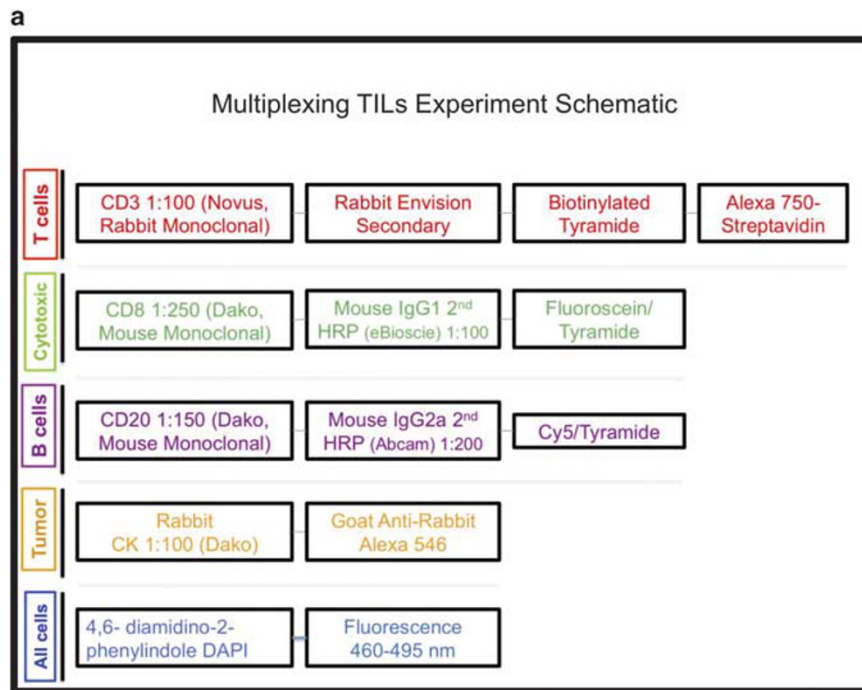 a
Multiplexing TILs Experiment Schematic
T cells
CD3 1:100 (Novus,
Rabbit Monoclonal)
Rabbit Envision
Secondary
Biotinylated
Tyramide
Alexa 750-
Streptavidin
Cytotoxic
CD8 1:250 (Dako,
Mouse Monoclonal)
Mouse IgG1 2nd
HRP (eBioscie) 1:100
Fluoroscein/
Tyramide
B cells
CD20 1:150 (Dako,
Mouse Monoclonal)
Mouse IgG2a 2nd
HRP (Abcam) 1:200
Cy5/Tyramide
Tumor
Rabbit
CK 1:100 (Dako)
Goat Anti-Rabbit
Alexa 546
All cells
4,6- diamidino-2-
phenylindole DAPI
Fluorescence
460-495 nm